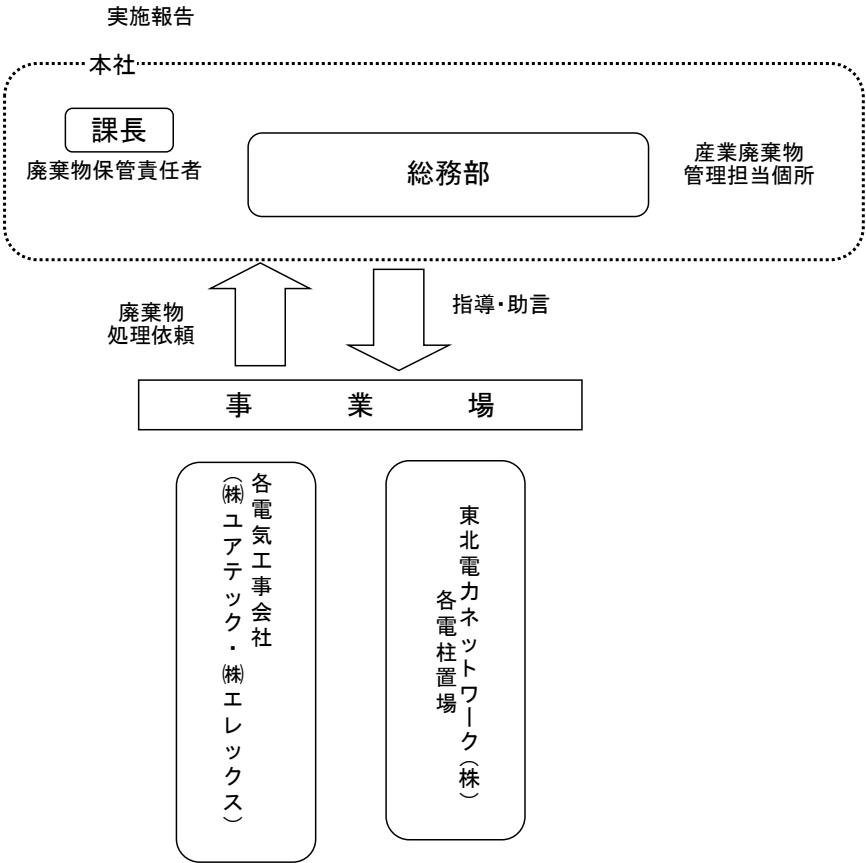 実施報告
本社
課長
廃棄物保管責任者
総務部
産業廃棄物
管理担当個所
廃棄物
処理依頼
指導・助言
事業場
各電気工事会社
(㈱ユアテック・㈱エレックス)
東北電力ネットワーク(株)
各電柱置場